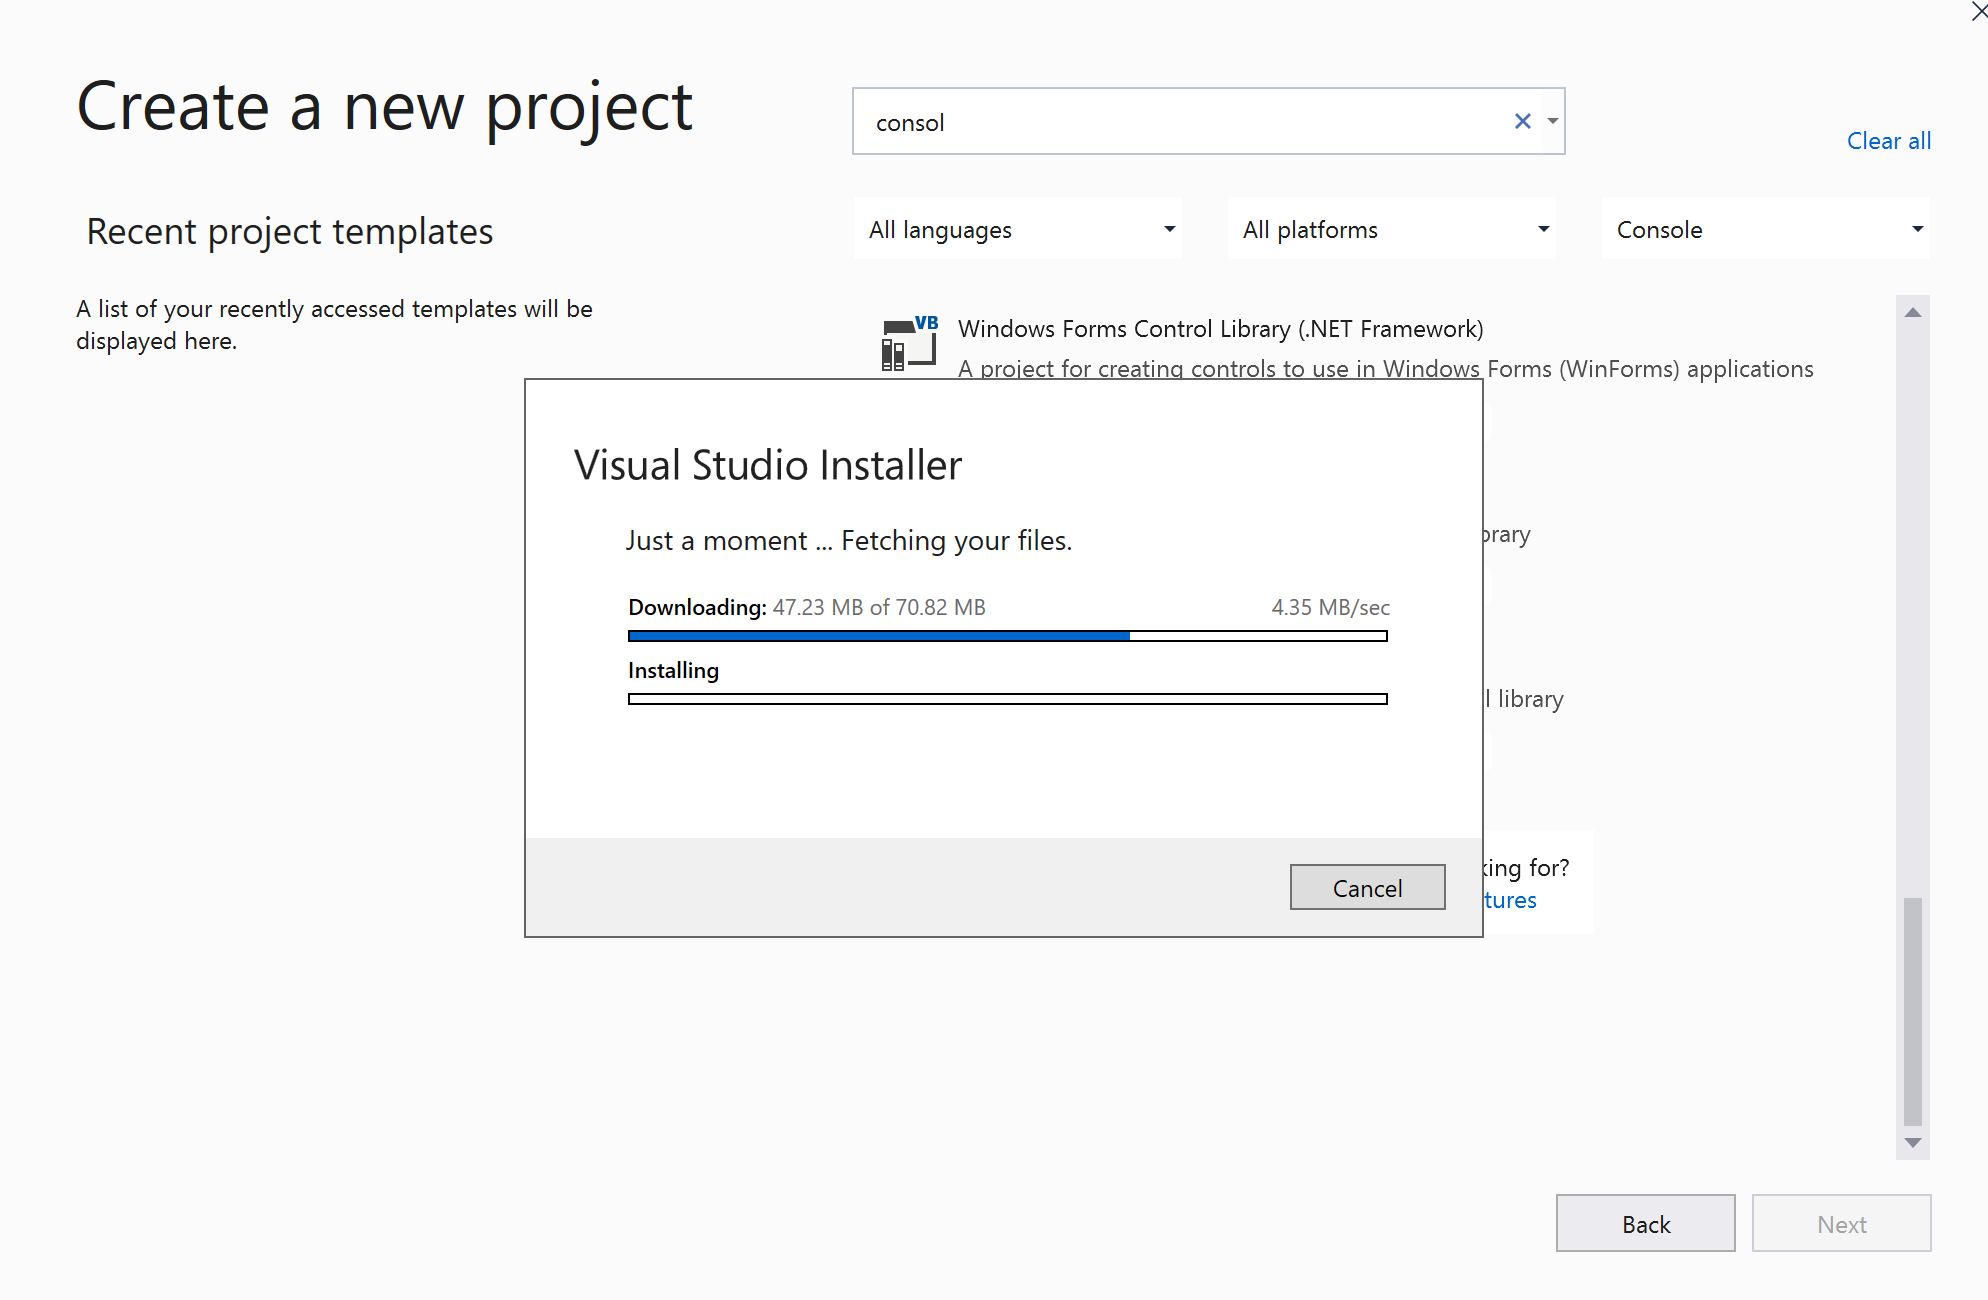 Create a new project
consol
Clear all
Recent project templates
All languages
All platforms
Console
A list of your recently accessed templates will be
displayed here.
VB
Windows Forms Control Library (.NET Framework)
A project for creating controls to use in Windows Forms (WinForms) applications
Visual Studio Installer
Just a moment ... Fetching your files.
Downloading: 47.23 MB of 70.82 MB
4.35 MB/sec
Installing
l library
king for?
tures
Cancel
Back
Next